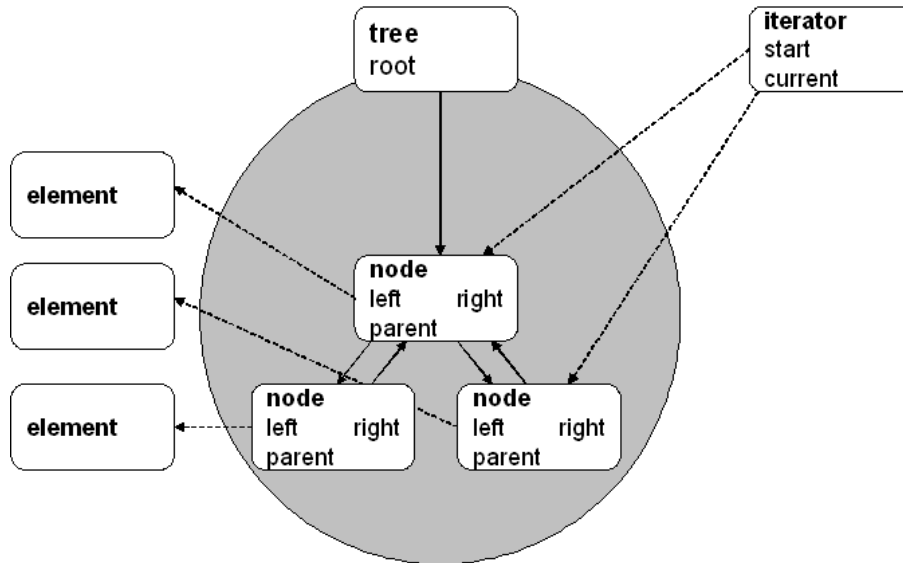 tree
root
iterator
start
current
element
element
element
node
left right
parent
node
left right
parent
node
left right
parent